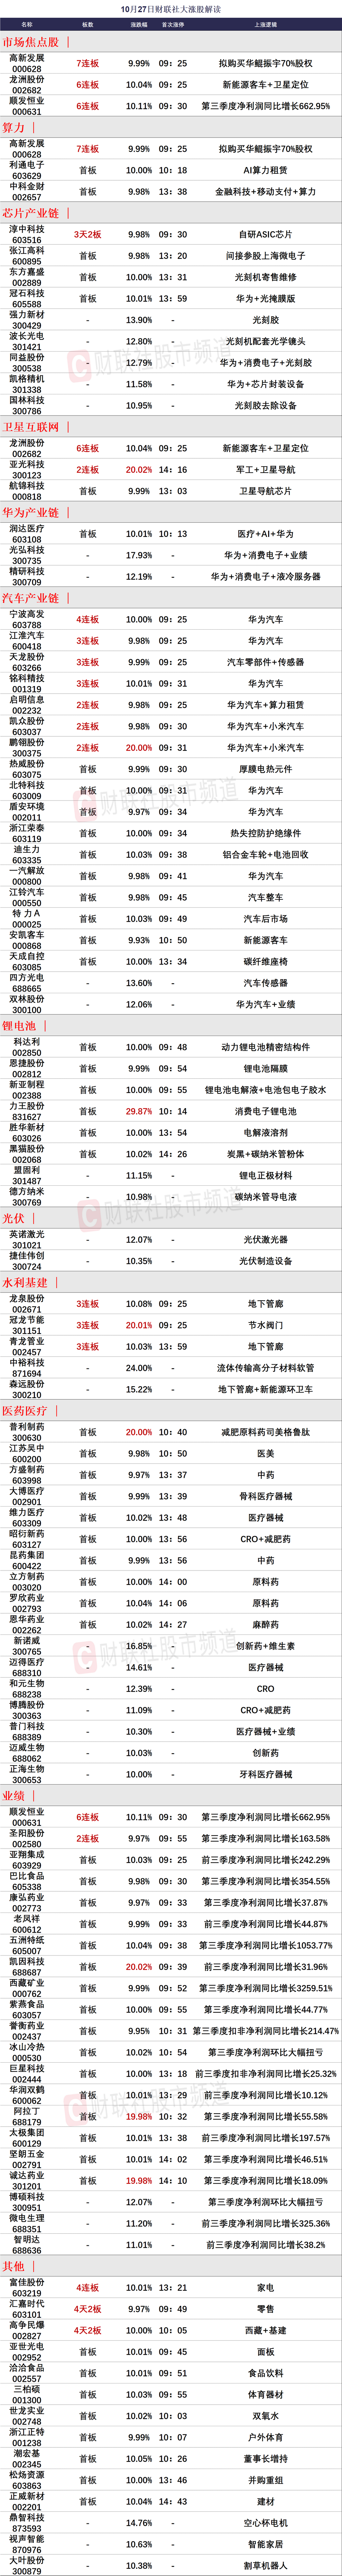 10月27日财联社大涨股解读
名称 板数 涨跌幅 首次涨停 上涨逻辑
市场焦点股
高新发展 000628 7连板 9.99% 09:25 拟购买华鲲振宇70%股权
龙洲股份 002682 6连板 10.04% 09:25 新能源客车+卫星定位
顺发恒业 000631 6连板 10.11% 09:30 第三季度净利润同比增长662.95%
算力
高新发展 000628 7连板 9.99% 09:25 拟购买华鲲振宇70%股权
利通电子 603629 首板 10.00% 10:18 AI算力租赁
中科金财 002657 首板 9.98% 13:38 金融科技+移动支付+算力
芯片产业链
淳中科技 603516 3天2板 9.98% 09:30 自研ASIC芯片
张江高科 600895 首板 9.98% 13:20 间接参股上海微电子
东方嘉盛 002889 首板 10.00% 13:31 光刻机寄售维修
冠石科技 605588 首板 10.01% 13:59 华为+光掩膜版
强力新材 300429 - 13.90% - 光刻胶
波长光电 301421 - 12.80% - 光刻机配套光学镜头
同益股份 300538 - 12.79% - 华为+消费电子+光刻胶
凯格精机 301338 - 11.58% - 华为+芯片封装设备
国林科技 300786 - 10.95% - 光刻胶去除设备
卫星互联网
龙洲股份 002682 6连板 10.04% 09:25 新能源客车+卫星定位
亚光科技 300123 2连板 20.02% 14:16 军工+卫星导航
航锦科技 000818 首板 9.99% 13:03 卫星导航芯片
华为产业链
润达医疗 603108 首板 10.01% 10:13 医疗+AI+华为
光弘科技 300735 - 17.93% - 华为+消费电子+业绩
精研科技 300709 - 12.19% - 华为+消费电子+液冷服务器
汽车产业链
宁波高发 603788 4连板 10.00% 09:25 华为汽车
江淮汽车 600418 3连板 9.98% 09:25 华为汽车
天龙股份 603266 3连板 9.99% 09:25 汽车零部件+传感器
铭科精技 001319 3连板 10.01% 09:31 华为汽车
启明信息 002232 2连板 9.98% 09:25 华为汽车+算力租赁
凯众股份 603037 2连板 9.98% 09:30 华为汽车+小米汽车
鹏翎股份 300375 2连板 20.00% 09:31 华为汽车+小米汽车
热威股份 603075 首板 9.99% 09:30 厚膜电热元件
北特科技 603009 首板 10.00% 09:31 华为汽车
盾安环境 002011 首板 9.97% 09:34 华为汽车
浙江荣泰 603119 首板 10.00% 09:34 热失控防护绝缘件
迪生力 603335 首板 10.03% 09:38 铝合金车轮+电池回收
一汽解放 000800 首板 9.98% 09:41 华为汽车
江铃汽车 000550 首板 9.98% 09:45 汽车整车
特 力A 000025 首板 10.03% 09:49 汽车后市场
安凯客车 000868 首板 9.93% 10:50 新能源客车
天成自控 603085 首板 10.00% 13:34 碳纤维座椅
四方光电 688665 - 13.60% - 汽车传感器
双林股份 300100 - 12.06% - 华为汽车+业绩
锂电池
科达利 002850 首板 10.00% 09:48 动力锂电池精密结构件
恩捷股份 002812 首板 9.99% 09:54 锂电池隔膜
新亚制程 002388 首板 10.00% 09:55 锂电池电解液+电池包电子胶水
力王股份 831627 首板 29.87% 10:14 消费电子锂电池
胜华新材 603026 首板 10.00% 13:54 电解液溶剂
黑猫股份 002068 首板 10.02% 14:26 炭黑+碳纳米管粉体
盟固利 301487 - 11.15% - 锂电正极材料
德方纳米 300769 - 10.98% - 碳纳米管导电液
光伏
英诺激光 301021 - 12.07% - 光伏激光器
捷佳伟创 300724 - 10.35% - 光伏制造设备
水利基建
龙泉股份 002671 3连板 10.08% 09:25 地下管廊
冠龙节能 301151 3连板 20.01% 09:25 节水阀门
青龙管业 002457 3连板 10.03% 13:59 地下管廊
中裕科技 871694 - 24.00% - 流体传输高分子材料软管
森远股份 300210 - 15.22% - 地下管廊+新能源环卫车
医药医疗
普利制药 300630 首板 20.00% 10:40 减肥原料药司美格鲁肽
江苏吴中 600200 首板 9.98% 10:50 医美
方盛制药 603998 首板 9.97% 13:37 中药
大博医疗 002901 首板 9.99% 13:39 骨科医疗器械
维力医疗 603309 首板 10.02% 13:48 医疗器械
昭衍新药 603127 首板 10.00% 13:56 CRO+减肥药
昆药集团 600422 首板 9.99% 13:56 中药
立方制药 003020 首板 10.00% 14:00 原料药
罗欣药业 002793 首板 10.04% 14:06 原料药
恩华药业 002262 首板 10.02% 14:27 麻醉药
新诺威 300765 - 16.85% - 创新药+维生素
迈得医疗 688310 - 14.61% - 医疗器械
和元生物 688238 - 12.39% - CRO
博腾股份 300363 - 11.09% - CRO+减肥药
普门科技 688389 - 10.30% - 医疗器械+业绩
迈威生物 688062 - 10.03% - 创新药
正海生物 300653 - 10.00% - 牙科医疗器械
业绩
顺发恒业 000631 6连板 10.11% 09:30 第三季度净利润同比增长662.95%
圣阳股份 002580 2连板 9.97% 09:55 第三季度净利润同比增长163.58%
亚翔集成 603929 首板 10.03% 09:25 前三季度净利润同比增长242.29%
巴比食品 605338 首板 9.98% 09:30 第三季度净利润同比增长354.55%
康弘药业 002773 首板 9.97% 09:33 第三季度净利润同比增长37.87%
老凤祥 600612 首板 9.99% 09:33 前三季度净利润同比增长44.87%
五洲特纸 605007 首板 10.04% 09:38 第三季度净利润同比增长1053.77%
凯因科技 688687 首板 20.02% 09:39 前三季度净利润同比增长31.96%
西藏矿业 000762 首板 9.99% 09:52 第三季度净利润同比增长3259.51%
紫燕食品 603057 首板 10.00% 09:55 第三季度净利润同比增长44.77%
誉衡药业 002437 首板 9.95% 10:31 第三季度扣非净利润同比增长214.47%
冰山冷热 000530 首板 10.02% 10:54 第三季度净利润环比大幅扭亏
巨星科技 002444 首板 10.00% 13:18 前三季度扣非净利润同比增长25.32%
华润双鹤 600062 首板 10.01% 13:29 前三季度净利润同比增长10.12%
阿拉丁 688179 首板 19.98% 10:32 第三季度净利润同比增长55.58%
太极集团 600129 首板 10.01% 13:38 前三季度净利润同比增长197.57%
坚朗五金 002791 首板 10.01% 14:02 第三季度净利润同比增长46.51%
诚达药业 301201 首板 19.98% 14:10 第三季度净利润同比增长18.09%
博硕科技 300951 - 12.07% - 第三季度净利润环比大幅扭亏
微电生理 688351 - 11.20% - 前三季度净利润同比增长325.36%
智明达 688636 - 11.01% - 前三季度净利润同比增长38.2%
其他
富佳股份 603219 4连板 10.01% 13:21 家电
汇嘉时代 603101 4天2板 9.97% 09:49 零售
高争民爆 002827 4天2板 10.00% 10:05 西藏+基建
亚世光电 002952 首板 10.01% 09:45 面板
洽洽食品 002557 首板 10.01% 09:51 食品饮料
三柏硕 001300 首板 10.03% 09:55 体育器材
世龙实业 002748 首板 10.02% 10:03 双氧水
浙江正特 001238 首板 9.99% 10:07 户外体育
潮宏基 002345 首板 10.05% 10:26 董事长增持
松炀资源 603863 首板 10.00% 13:46 并购重组
正威新材 002201 首板 10.04% 14:43 建材
鼎智科技 873593 - 14.76% - 空心杯电机
视声智能 870976 - 10.63% - 智能家居
大叶股份 300879 - 10.38% - 割草机器人
财联社股市频道
财联社股市频道
财联社股市频道
财联社股市频道
财联社股市频道